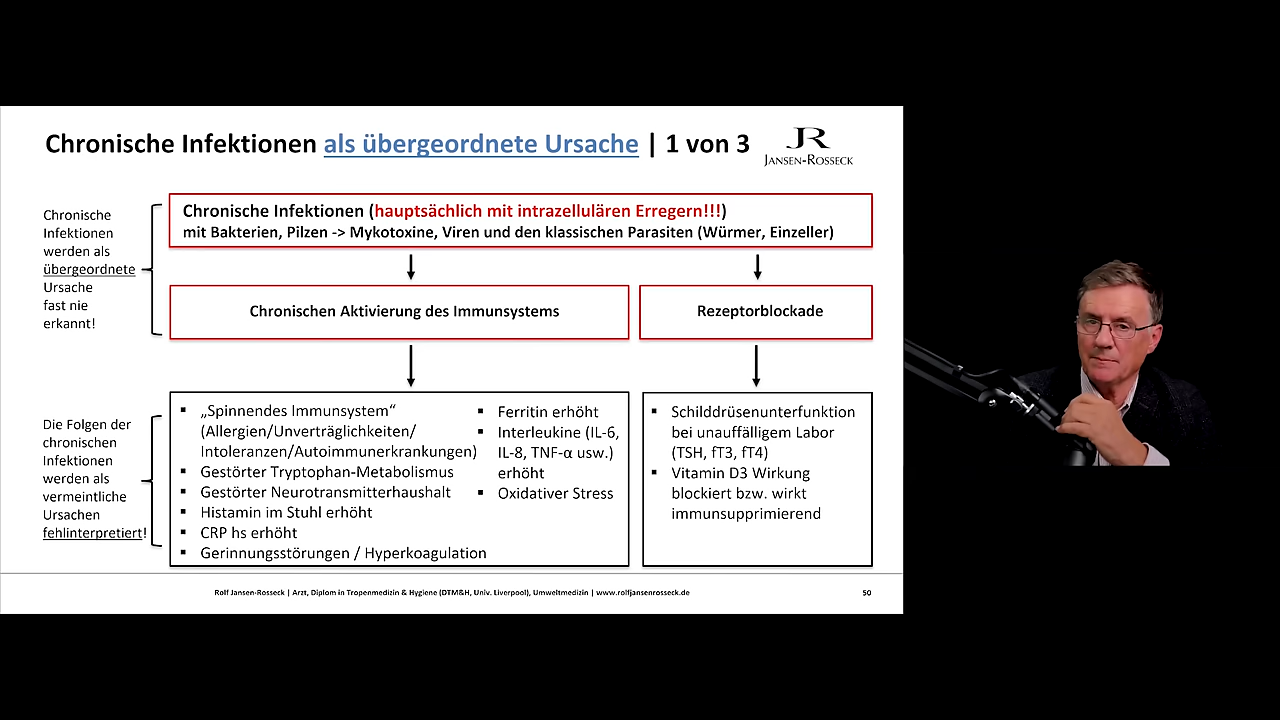 Chronische Infektionen als übergeordnete Ursache | 1 von 3
JR
JANSEN-ROSSECK
Chronische
Infektionen
werden als
übergeordnete
Ursache
fast nie
erkannt!
Chronische Infektionen (hauptsächlich mit intrazellulären Erregern!!!)
mit Bakterien, Pilzen -> Mykotoxine, Viren und den klassischen Parasiten (Würmer, Einzeller)
Chronischen Aktivierung des Immunsystems
Rezeptorblockade
Die Folgen der
chronischen
Infektionen
werden als
vermeintliche
Ursachen
fehlinterpretiert!
▪ „Spinnendes Immunsystem“
(Allergien/Unverträglichkeiten/
Intoleranzen/Autoimmunerkrankungen)
▪ Gestörter Tryptophan-Metabolismus
▪ Gestörter Neurotransmitterhaushalt
▪ Histamin im Stuhl erhöht
▪ CRP hs erhöht
▪ Gerinnungsstörungen / Hyperkoagulation
▪ Ferritin erhöht
▪ Interleukine (IL-6,
IL-8, TNF-α usw.)
erhöht
▪ Oxidativer Stress
▪ Schilddrüsenunterfunktion
bei unauffälligem Labor
(TSH, fT3, fT4)
▪ Vitamin D3 Wirkung
blockiert bzw. wirkt
immunsupprimierend
Rolf Jansen-Rosseck | Arzt, Diplom in Tropenmedizin & Hygiene (DTM&H, Univ. Liverpool), Umweltmedizin | www.rolfjansenrosseck.de
50